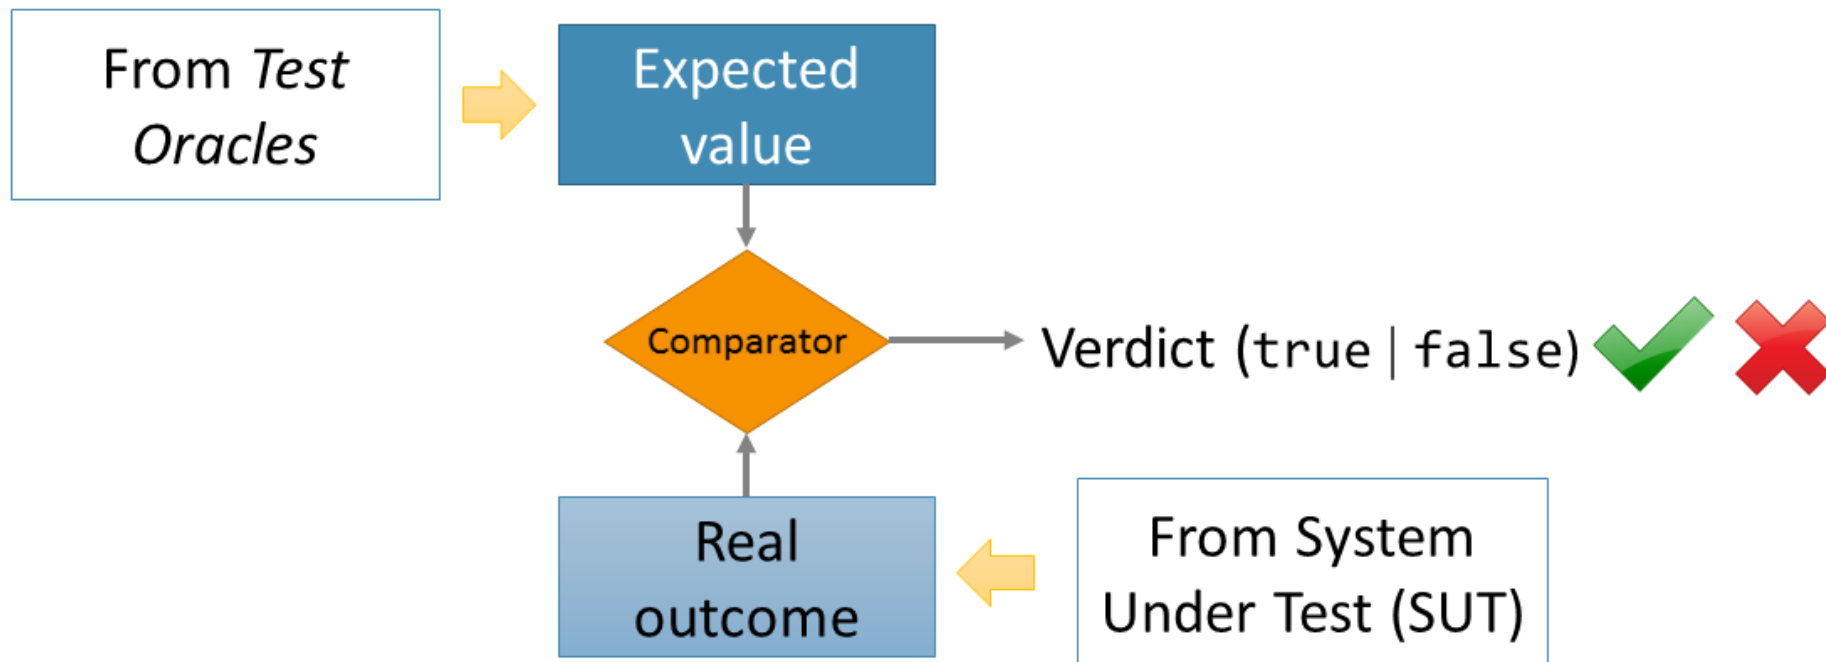 From Test
Oracles
Expected
value
Comparator
Verdict (true | false)
Real
outcome
From System
Under Test (SUT)